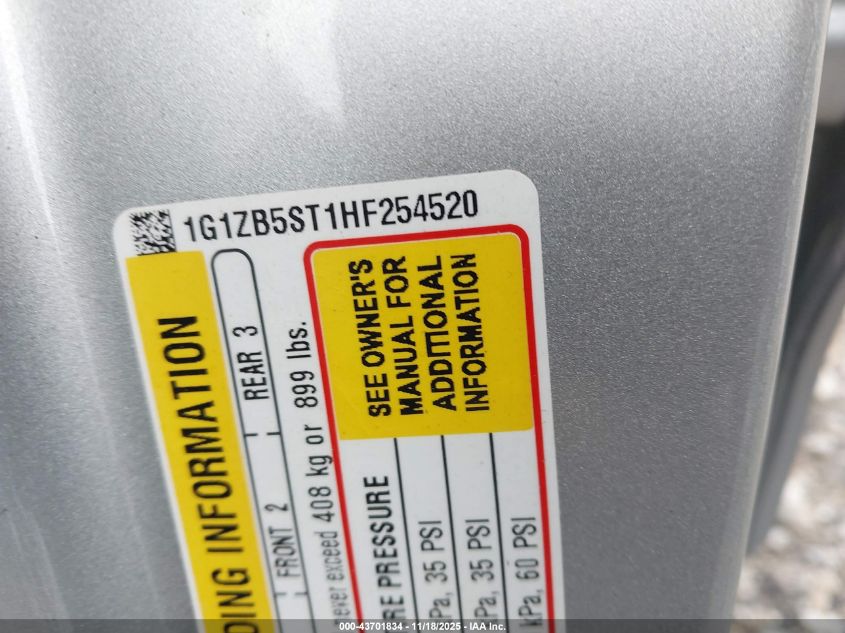 1G1ZB5ST1HF254520
DING INFORMATION
REAR 3
FRONT 2
ever exceed 408 kg or 899 lbs.
SEE OWNER'S
MANUAL FOR
ADDITIONAL
INFORMATION
RE PRESSURE
Pa, 35 PSI
Pa, 35 PSI
kPa, 60 PSI
000-43701834 - 11/18/2025 - IAA Inc.